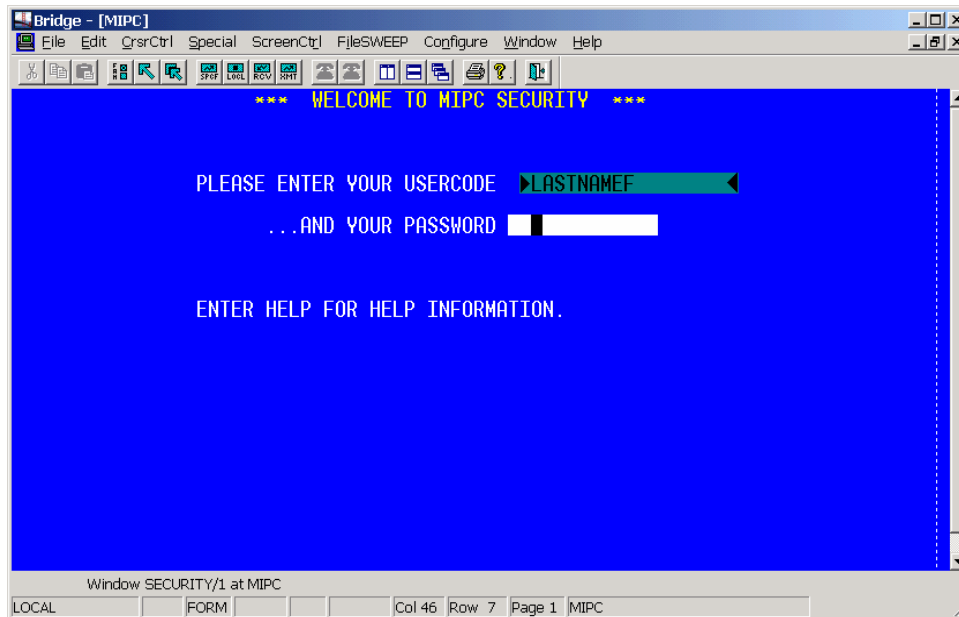 Bridge - [MIPC]
File Edit CrsrCtrl Special ScreenCtrl FileSWEEP Configure Window Help
SPCF LOCL RCV XMT
*** WELCOME TO MIPC SECURITY ***
PLEASE ENTER YOUR USERCODE LASTNAMEF
...AND YOUR PASSWORD
ENTER HELP FOR HELP INFORMATION.
Window SECURITY/1 at MIPC
LOCAL FORM Col 46 Row 7 Page 1 MIPC